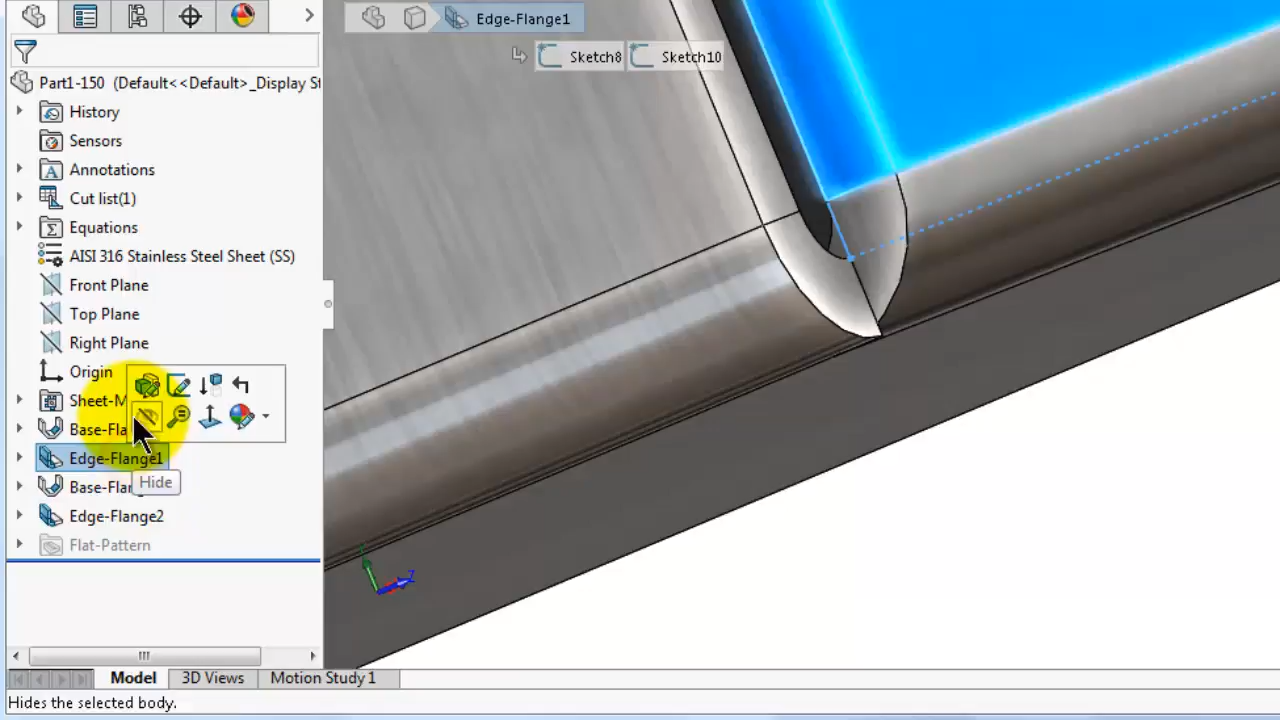 Edge-Flange1
Sketch8 Sketch10
Part1-150 (Default<<Default>_Display St
History
Sensors
A Annotations
Cut list(1)
Equations
AISI 316 Stainless Steel Sheet (SS)
Front Plane
Top Plane
Right Plane
Origin
Sheet-M
Base-Fla
Edge-Flange1
Hide
Base-Flan
Edge-Flange2
Flat-Pattern
Z
Model 3D Views Motion Study 1
Hides the selected body.